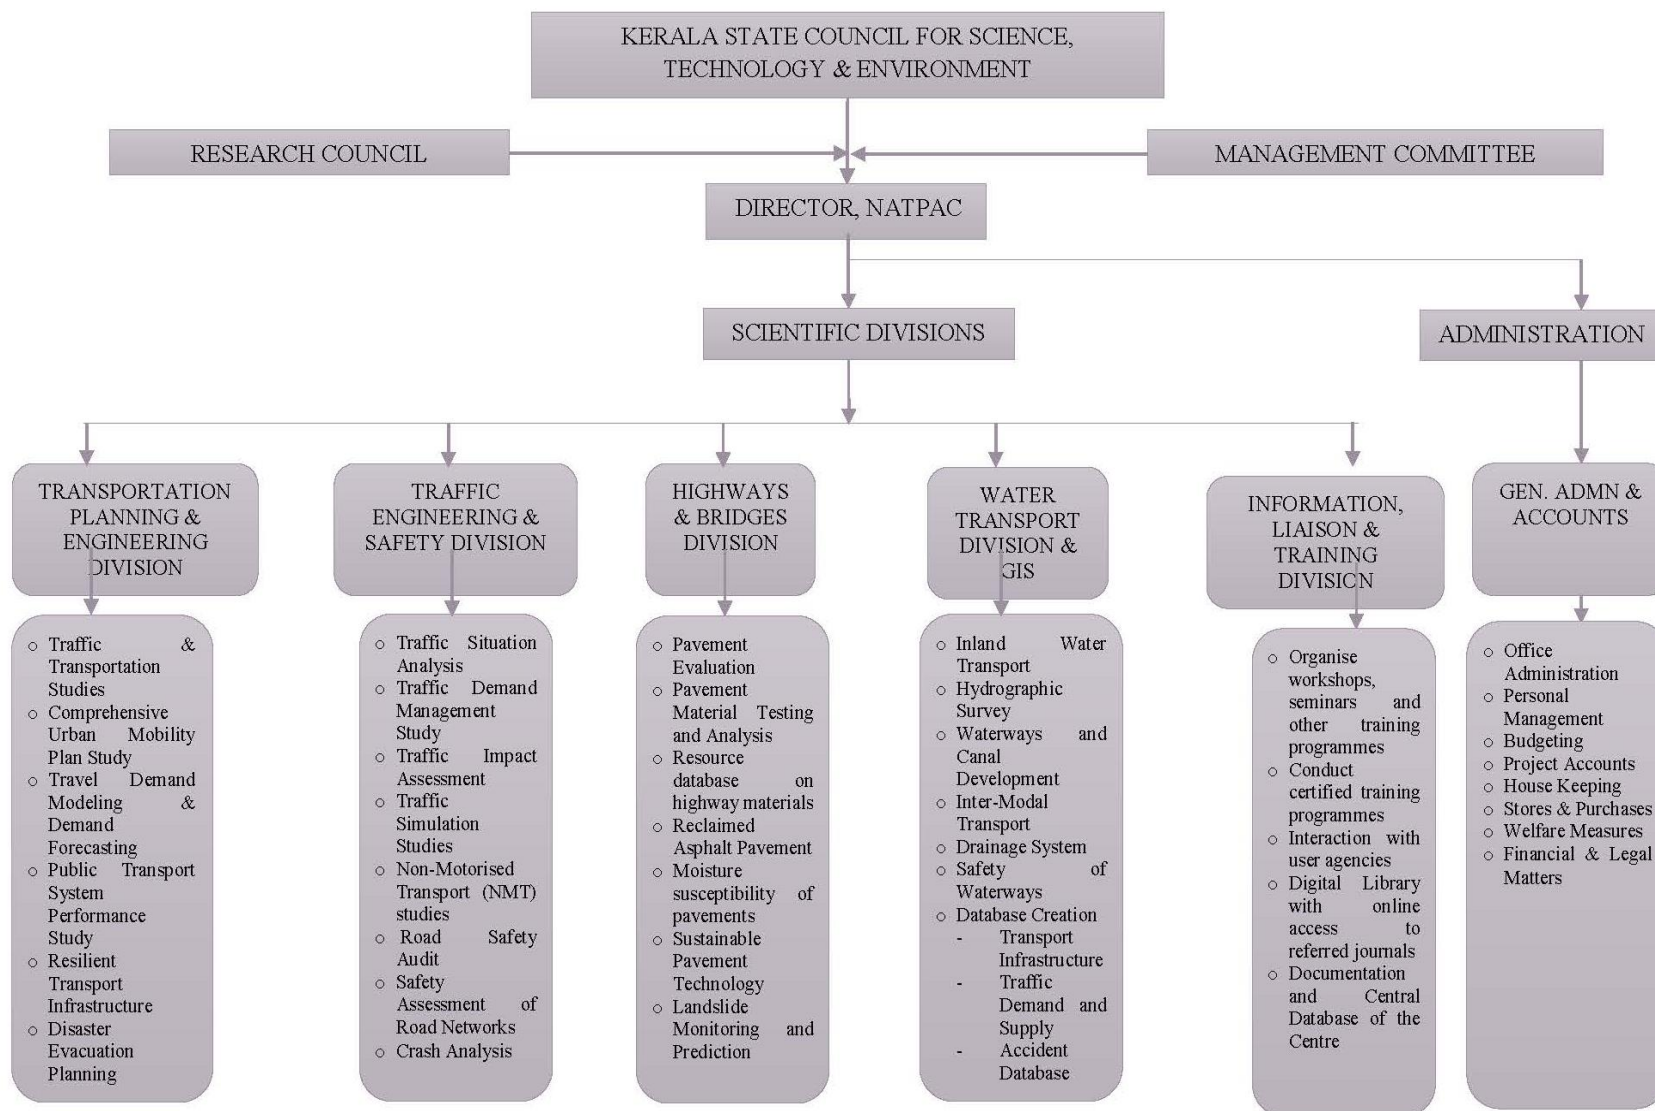 KERALA STATE COUNCIL FOR SCIENCE,
TECHNOLOGY & ENVIRONMENT
RESEARCH COUNCIL
MANAGEMENT COMMITTEE
DIRECTOR, NATPAC
SCIENTIFIC DIVISIONS
ADMINISTRATION
TRANSPORTATION
PLANNING &
ENGINEERING
DIVISION
○ Traffic &
Transportation
Studies
○ Comprehensive
Urban Mobility
Plan Study
○ Travel Demand
Modeling &
Demand
Forecasting
○ Public Transport
System
Performance
Study
○ Resilient
Transport
Infrastructure
○ Disaster
Evacuation
Planning
TRAFFIC
ENGINEERING &
SAFETY DIVISION
○ Traffic Situation
Analysis
○ Traffic Demand
Management
Study
○ Traffic Impact
Assessment
○ Traffic
Simulation
Studies
○ Non-Motorised
Transport (NMT)
studies
○ Road Safety
Audit
○ Safety
Assessment of
Road Networks
○ Crash Analysis
HIGHWAYS
& BRIDGES
DIVISION
○ Pavement
Evaluation
○ Pavement
Material Testing
and Analysis
○ Resource
database on
highway materials
○ Reclaimed
Asphalt Pavement
○ Moisture
susceptibility of
pavements
○ Sustainable
Pavement
Technology
○ Landslide
Monitoring and
Prediction
WATER
TRANSPORT
DIVISION &
GIS
○ Inland Water
Transport
○ Hydrographic
Survey
○ Waterways and
Canal
Development
○ Inter-Modal
Transport
○ Drainage System
○ Safety of
Waterways
○ Database Creation
- Transport
Infrastructure
- Traffic
Demand and
Supply
- Accident
Database
INFORMATION,
LIAISON &
TRAINING
DIVISION
○ Organise
workshops,
seminars and
other training
programmes
○ Conduct
certified training
programmes
○ Interaction with
user agencies
○ Digital Library
with online
access to
referred journals
○ Documentation
and Central
Database of the
Centre
GEN. ADMN &
ACCOUNTS
○ Office
Administration
○ Personal
Management
○ Budgeting
○ Project Accounts
○ House Keeping
○ Stores & Purchases
○ Welfare Measures
○ Financial & Legal
Matters